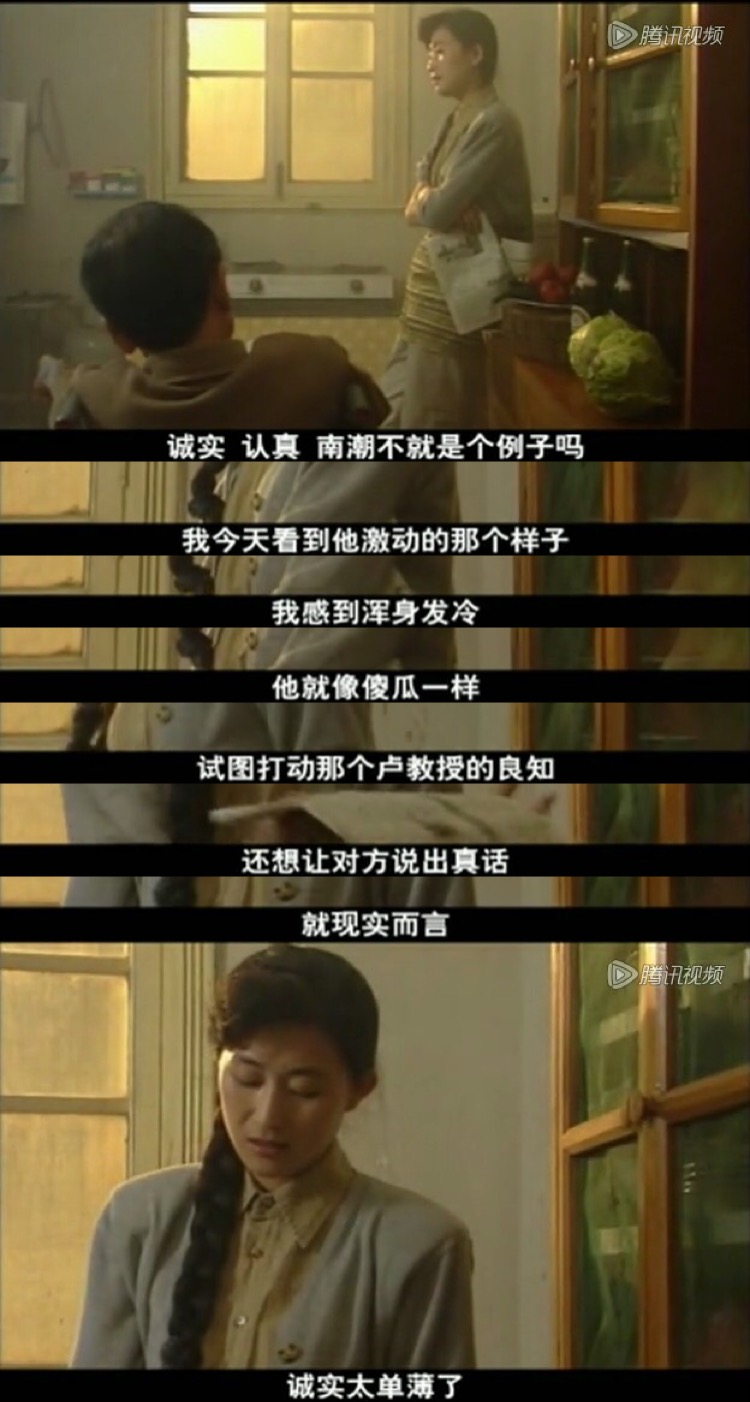 腾讯视频
诚实 认真 南潮不就是个例子吗
我今天看到他激动的那个样子
我感到浑身发冷
他就像傻瓜一样
试图打动那个卢教授的良知
还想让对方说出真话
就现实而言
腾讯视频
诚实太单薄了